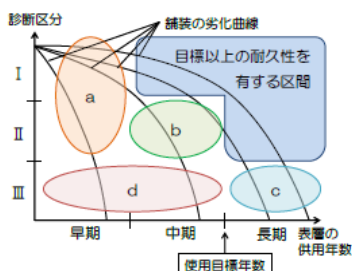 診断区分
舗装の劣化曲線
目標以上の耐久性を
有する区間
Ⅰ
a
Ⅱ
b
Ⅲ
d
c
早期
中期
長期
表層の
供用年数
使用目標年数